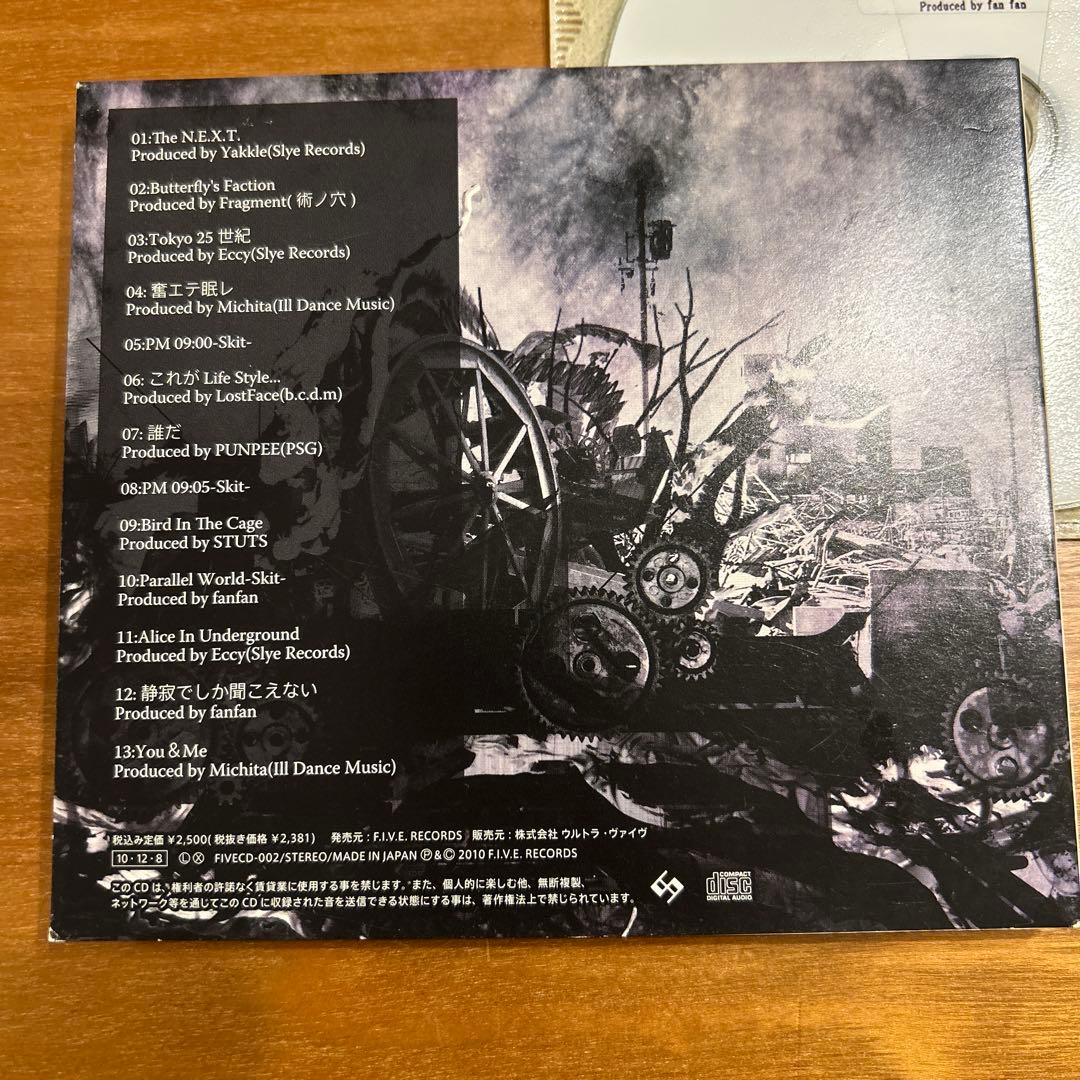 Produced by fan fan
01:The N.E.X.T.
Produced by Yakkle(Slye Records)
02:Butterfly's Faction
Produced by Fragment( 術ノ穴 )
03:Tokyo 25 世紀
Produced by Eccy(Slye Records)
04: 奮エテ眠レ
Produced by Michita(Ill Dance Music)
05:PM 09:00-Skit-
06: これが Life Style...
Produced by LostFace(b.c.d.m)
07: 誰だ
Produced by PUNPEE(PSG)
08:PM 09:05-Skit-
09:Bird In The Cage
Produced by STUTS
10:Parallel World-Skit-
Produced by fanfan
11:Alice In Underground
Produced by Eccy(Slye Records)
12: 静寂でしか聞こえない
Produced by fanfan
13:You & Me
Produced by Michita(Ill Dance Music)
税込み定価 ¥2,500( 税抜き価格 ¥2,381) 発売元 : F.I.V.E. RECORDS 販売元 : 株式会社 ウルトラ・ヴァイヴ
10・12・8 Ⓛ Ⓧ FIVECD-002/STEREO/MADE IN JAPAN Ⓟ&© 2010 F.I.V.E. RECORDS
この CD は、権利者の許諾なく賃貸業に使用する事を禁じます。また、個人的に楽しむ他、無断複製、
ネットワーク等を通じてこの CD に収録された音を送信できる状態にする事は、著作権法上で禁じられています。
COMPACT
disc
DIGITAL AUDIO